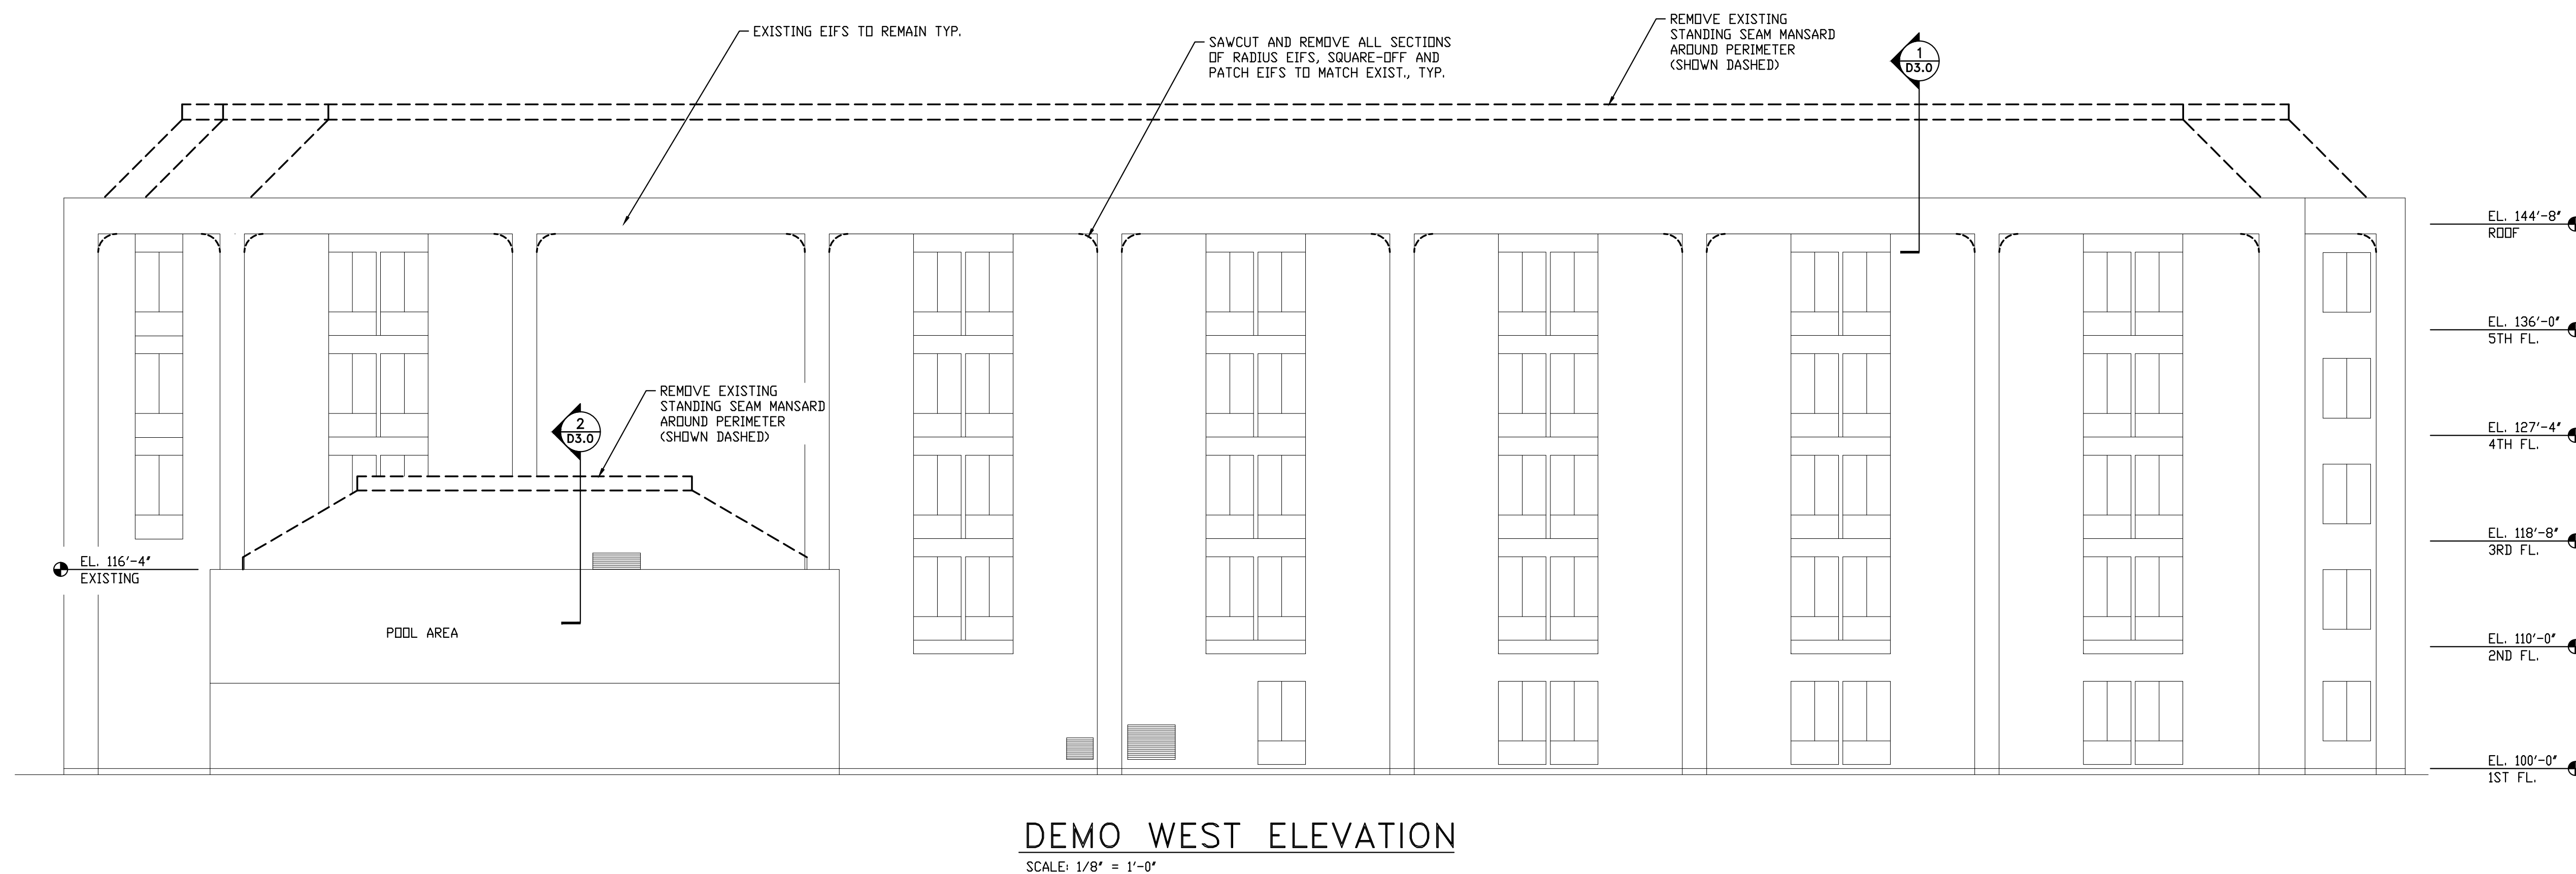 EXISTING EIFS TO REMAIN TYP.
SAWCUT AND REMOVE ALL SECTIONS
OF RADIUS EIFS, SQUARE-OFF AND
PATCH EIFS TO MATCH EXIST., TYP.
REMOVE EXISTING
STANDING SEAM MANSARD
AROUND PERIMETER
(SHOWN DASHED)
1
D3.0
EL. 144'-8"
ROOF
EL. 136'-0"
5TH FL.
REMOVE EXISTING
STANDING SEAM MANSARD
AROUND PERIMETER
(SHOWN DASHED)
2
D3.0
EL. 127'-4"
4TH FL.
EL. 118'-8"
3RD FL.
EL. 116'-4"
EXISTING
POOL AREA
EL. 110'-0"
2ND FL.
EL. 100'-0"
1ST FL.
DEMO WEST ELEVATION
SCALE: 1/8" = 1'-0"